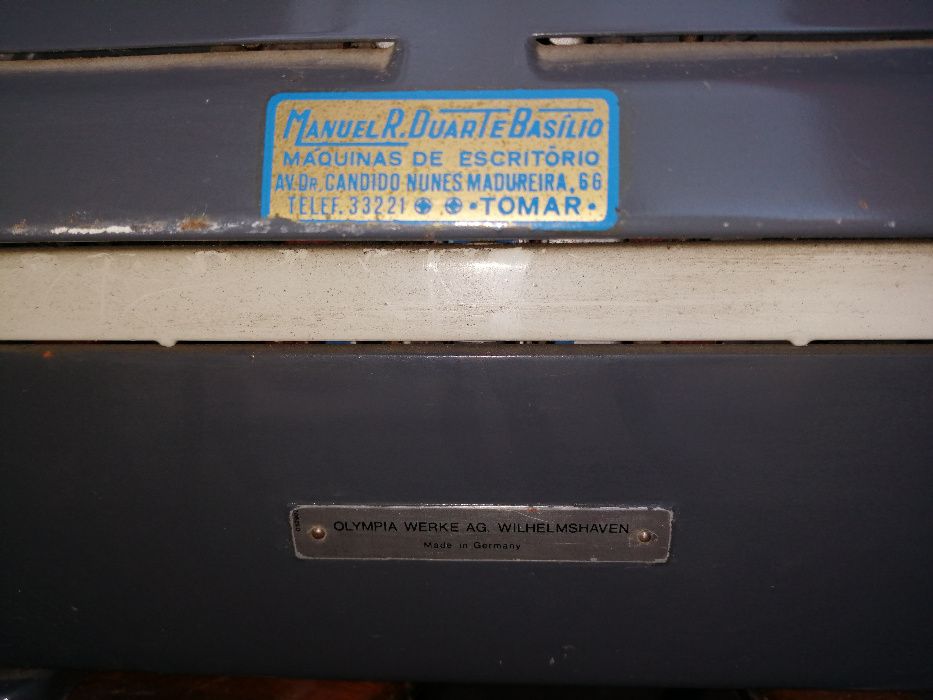 MANUEL R. DUARTE BASÍLIO
MÁQUINAS DE ESCRITÓRIO
AV. DR. CANDIDO NUNES MADUREIRA, 66
TELEF. 33221 • TOMAR •
OLYMPIA WERKE AG. WILHELMSHAVEN
Made in Germany